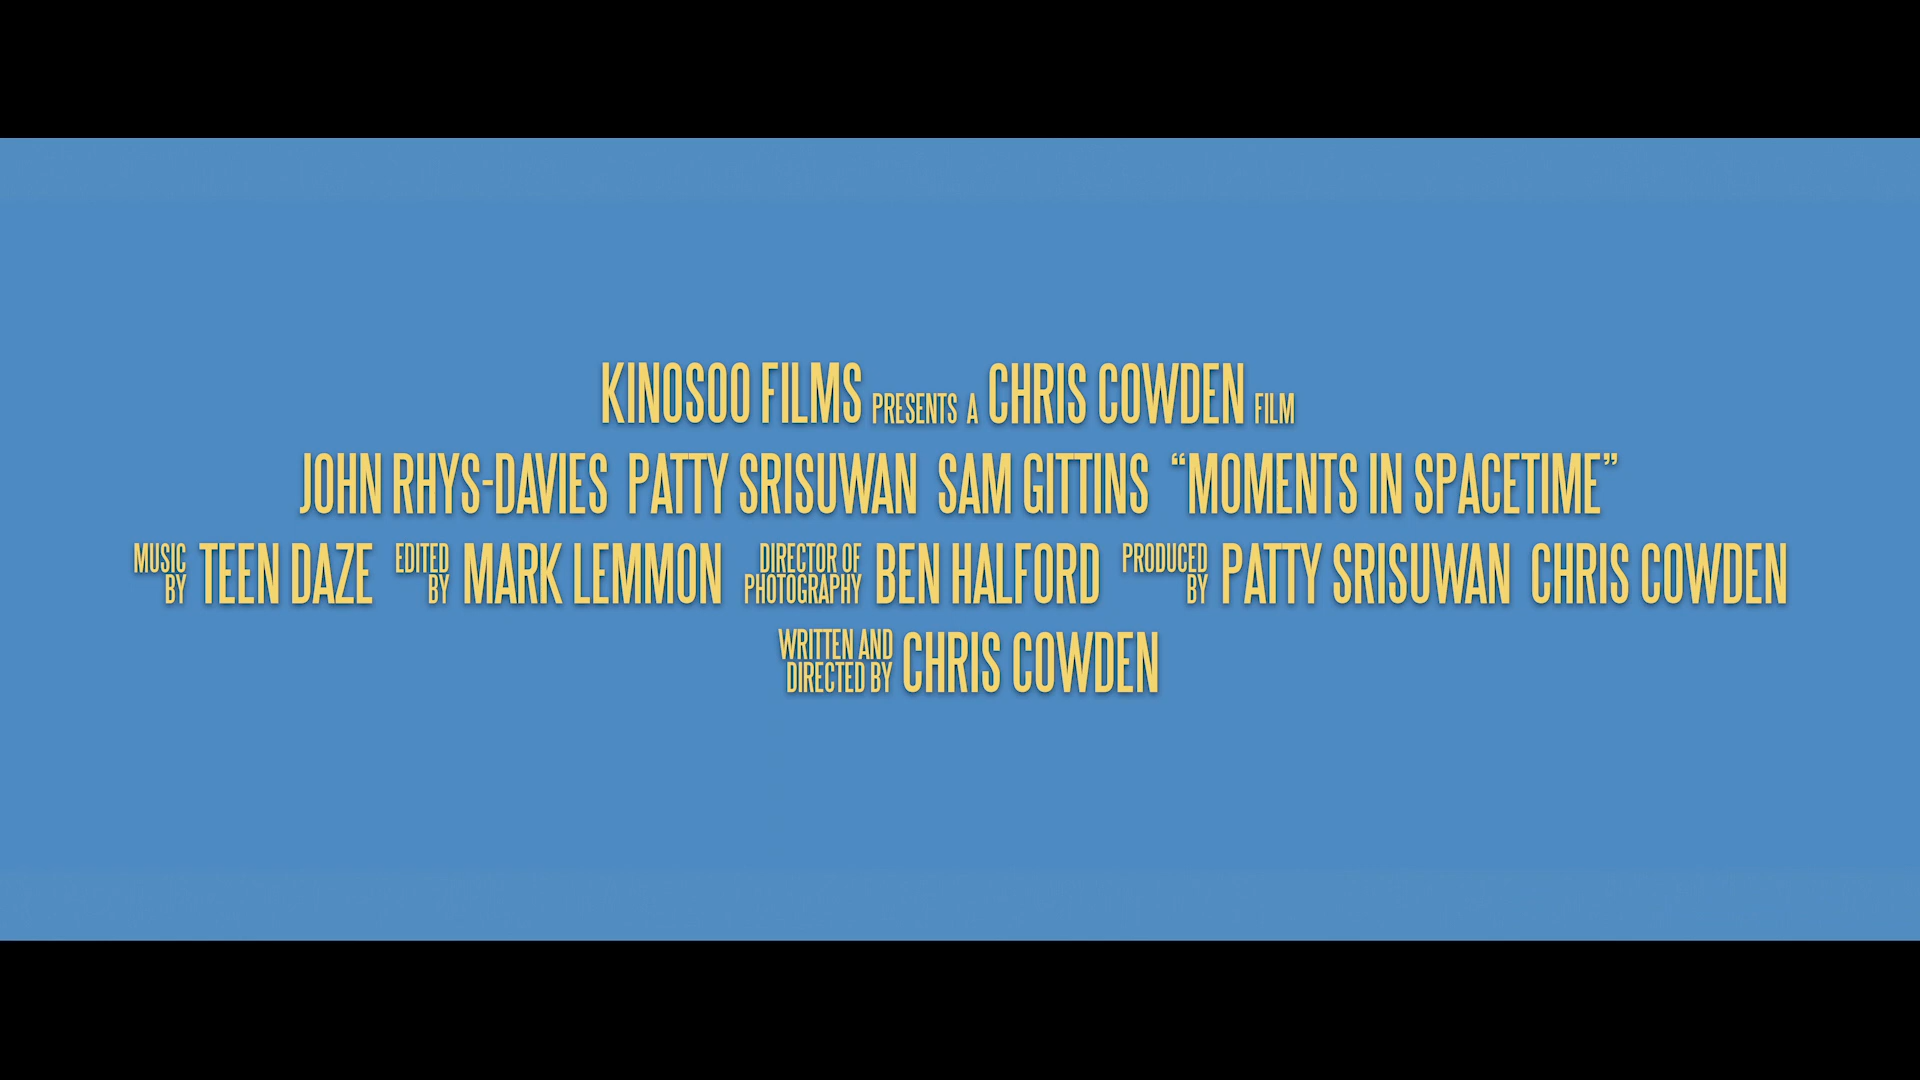 KINOSOO FILMS PRESENTS A CHRIS COWDEN FILM
JOHN RHYS-DAVIES PATTY SRISUWAN SAM GITTINS “MOMENTS IN SPACETIME”
MUSIC BY TEEN DAZE EDITED BY MARK LEMMON DIRECTOR OF PHOTOGRAPHY BEN HALFORD PRODUCED BY PATTY SRISUWAN CHRIS COWDEN
WRITTEN AND DIRECTED BY CHRIS COWDEN